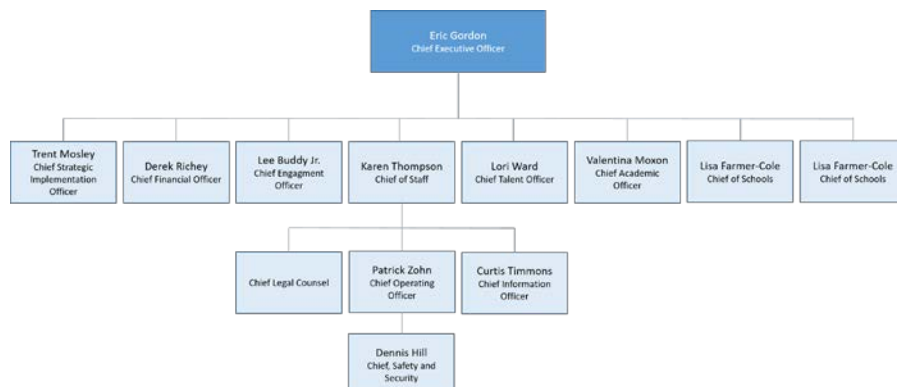 Eric Gordon
Chief Executive Officer
Trent Mosley
Chief Strategic
Implementation
Officer
Derek Richey
Chief Financial Officer
Lee Buddy Jr.
Chief Engagment
Officer
Karen Thompson
Chief of Staff
Lori Ward
Chief Talent Officer
Valentina Moxon
Chief Academic
Officer
Lisa Farmer-Cole
Chief of Schools
Lisa Farmer-Cole
Chief of Schools
Chief Legal Counsel
Patrick Zohn
Chief Operating
Officer
Curtis Timmons
Chief Information
Officer
Dennis Hill
Chief, Safety and
Security